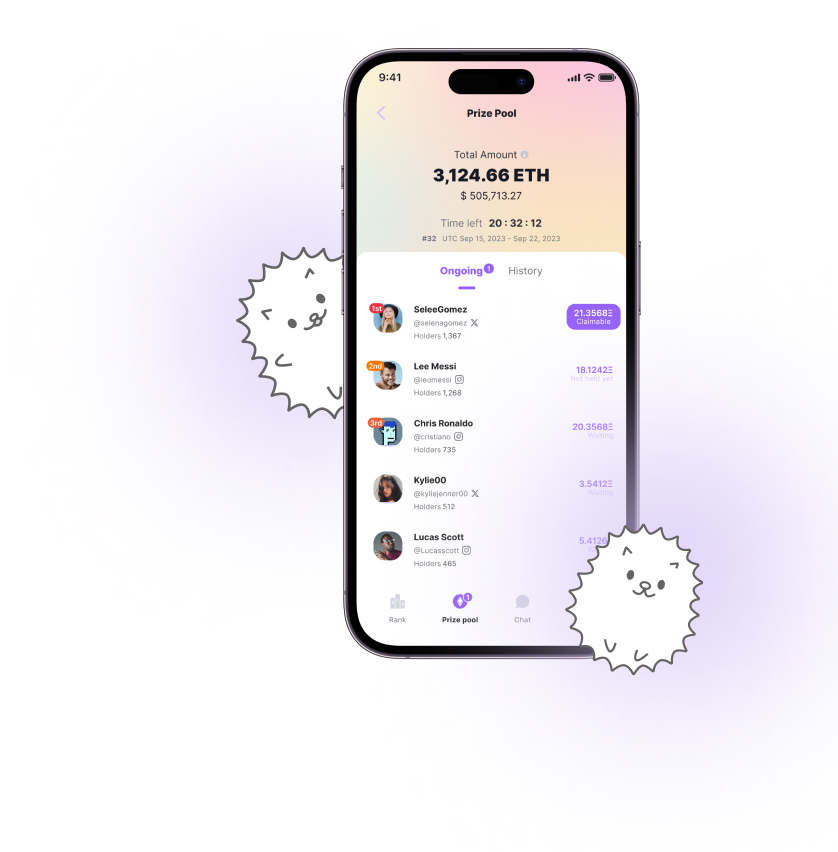 9:41
Prize Pool
Total Amount
3,124.66 ETH
$ 505,713.27
Time left 20 : 32 : 12
#32 UTC Sep 15, 2023 - Sep 22, 2023
Ongoing 1 History
1st
SeleeGomez
@selenagomez
Holders 1,367
21.3568Ξ
Claimable
2nd
Lee Messi
@leomessi
Holders 1,268
18.1242Ξ
Not held yet
3rd
Chris Ronaldo
@cristiano
Holders 735
20.3568Ξ
Waiting
Kylie00
@kyliejenner00
Holders 512
3.5412Ξ
Waiting
Lucas Scott
@Lucasscott
Holders 465
5.4126
1
Rank Prize pool Chat